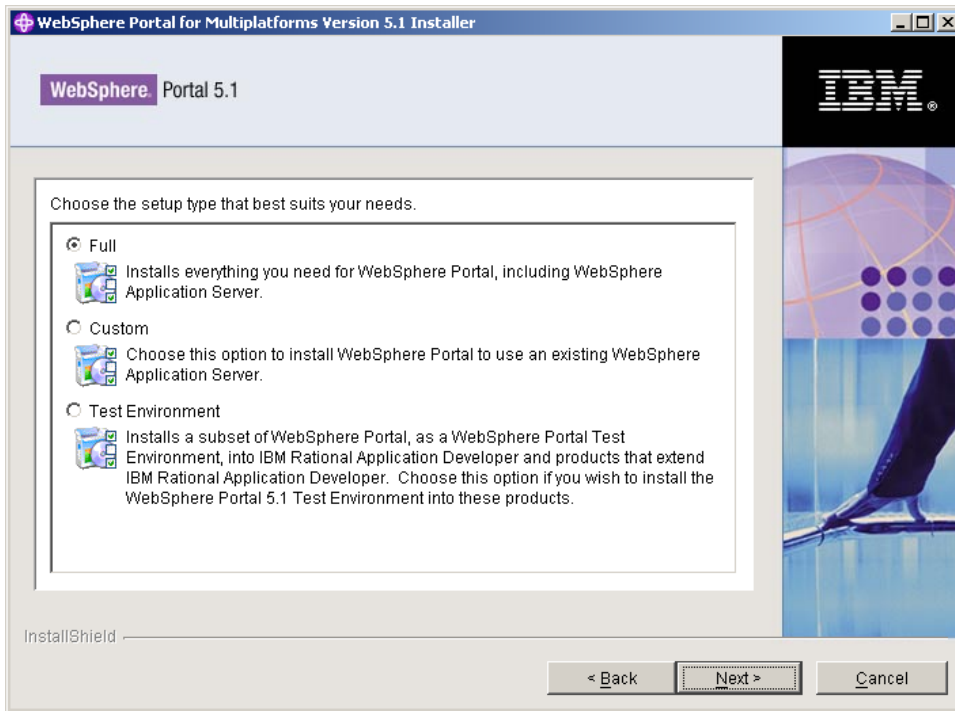 WebSphere Portal for Multiplatforms Version 5.1 Installer
WebSphere. Portal 5.1
IBM®
Choose the setup type that best suits your needs.
Full
Installs everything you need for WebSphere Portal, including WebSphere
Application Server.
Custom
Choose this option to install WebSphere Portal to use an existing WebSphere
Application Server.
Test Environment
Installs a subset of WebSphere Portal, as a WebSphere Portal Test
Environment, into IBM Rational Application Developer and products that extend
IBM Rational Application Developer. Choose this option if you wish to install the
WebSphere Portal 5.1 Test Environment into these products.
InstallShield
< Back Next > Cancel